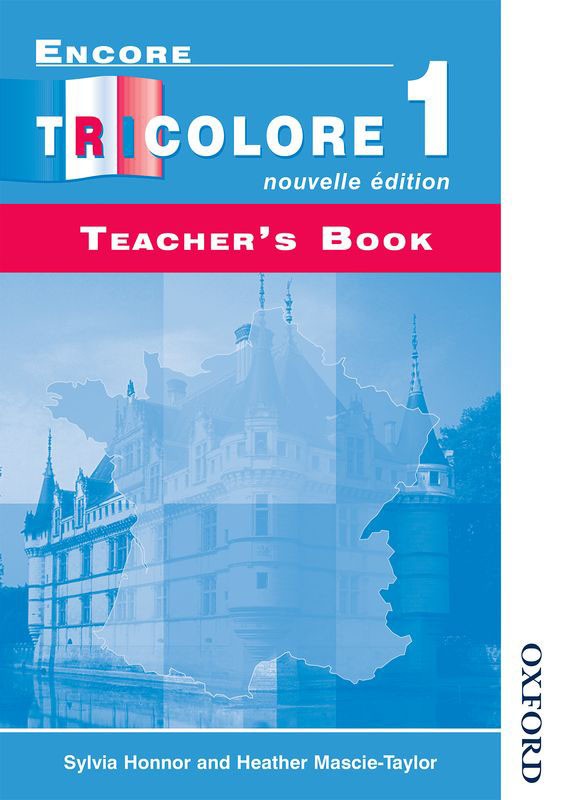 ENCORE
TRICOLORE 1
nouvelle édition
TEACHER'S BOOK
Sylvia Honnor and Heather Mascie-Taylor
OXFORD